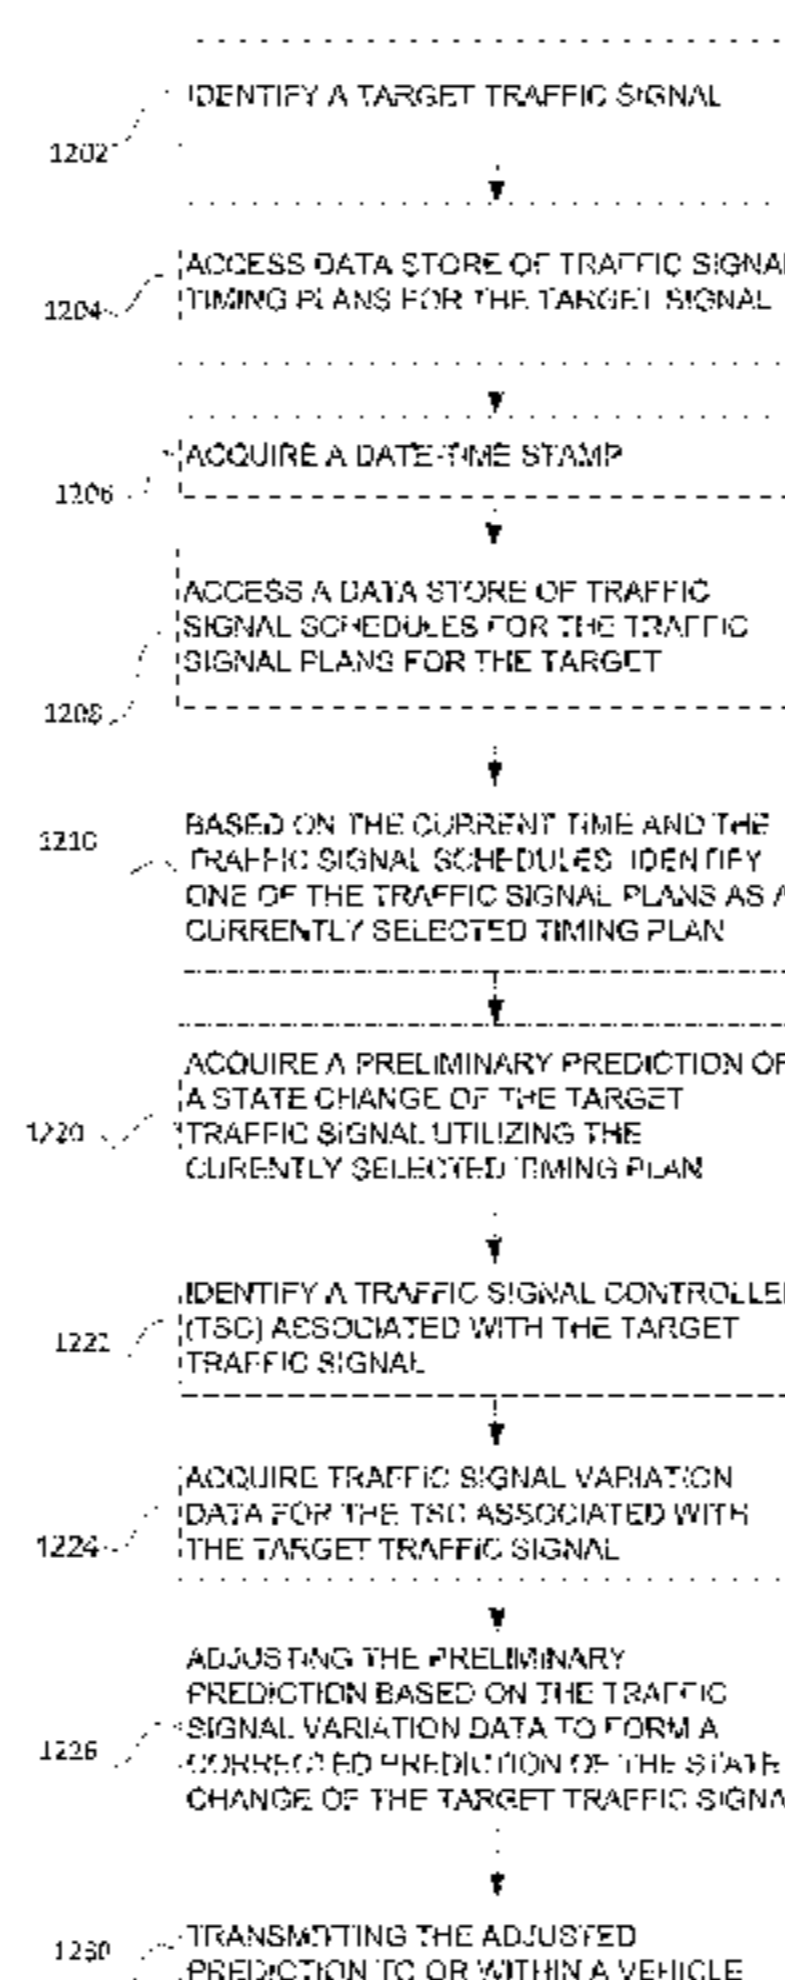 IDENTIFY A TARGET TRAFFIC SIGNAL
1202
ACCESS DATA STORE OF TRAFFIC SIGNAL
TIMING PLANS FOR THE TARGET SIGNAL
1204
ACQUIRE A DATE-TIME STAMP
1206
ACCESS A DATA STORE OF TRAFFIC
SIGNAL SCHEDULES FOR THE TRAFFIC
SIGNAL PLANS FOR THE TARGET
1208
BASED ON THE CURRENT TIME AND THE
1210
TRAFFIC SIGNAL SCHEDULES, IDENTIFY
ONE OF THE TRAFFIC SIGNAL PLANS AS A
CURRENTLY SELECTED TIMING PLAN
ACQUIRE A PRELIMINARY PREDICTION OF
A STATE CHANGE OF THE TARGET
1220
TRAFFIC SIGNAL UTILIZING THE
CURENTLY SELECTED TIMING PLAN
IDENTIFY A TRAFFIC SIGNAL CONTROLLE
(TSC) ASSOCIATED WITH THE TARGET
1222
TRAFFIC SIGNAL
ACQUIRE TRAFFIC SIGNAL VARIATION
DATA FOR THE TSC ASSOCIATED WITH
1224
THE TARGET TRAFFIC SIGNAL
ADJUSTING THE PRELIMINARY
PREDICTION BASED ON THE TRAFFIC
SIGNAL VARIATION DATA TO FORM A
1226
CORRECTED PREDICTION OF THE STATE
CHANGE OF THE TARGET TRAFFIC SIGNA
TRANSMITTING THE ADJUSTED
1230
PREDICTION TO OR WITHIN A VEHICLE